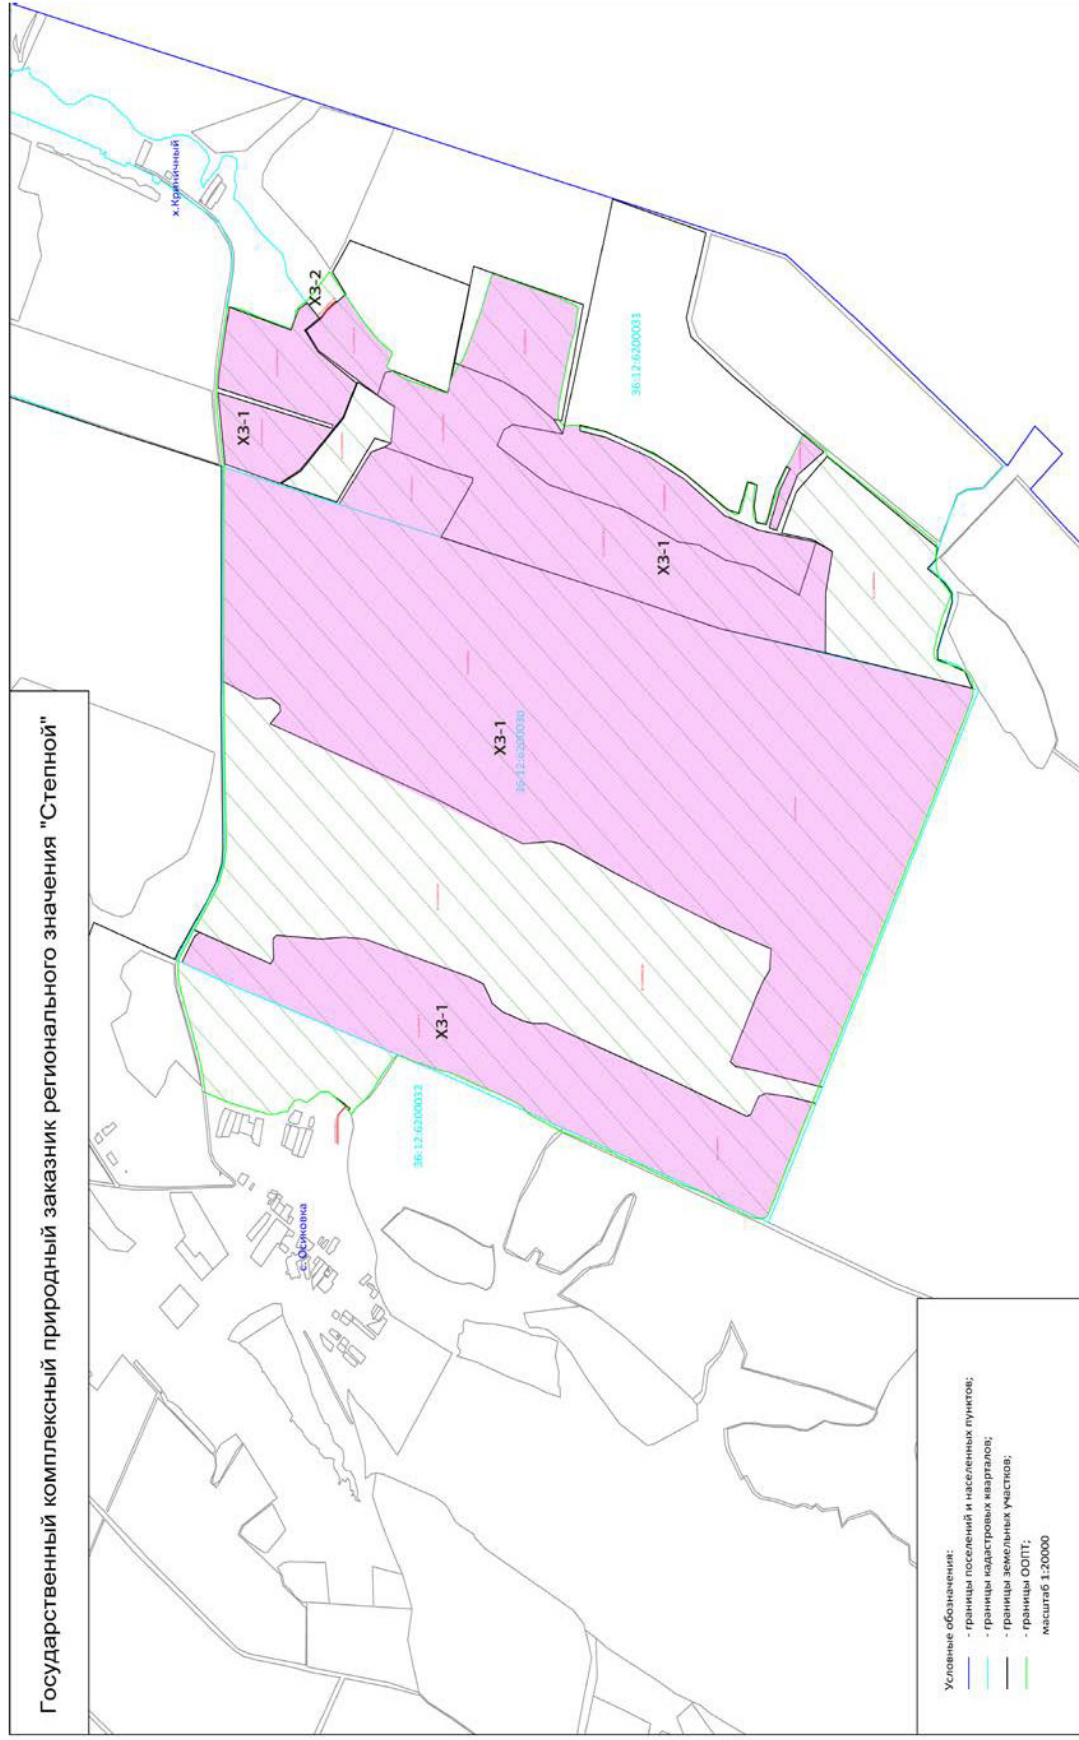 Государственный комплексный природный заказник регионального значения "Степной"
х.Криничный
ХЗ-2
ХЗ-1
36:12:6200031
ХЗ-1
ХЗ-1
36:12:6200030
ХЗ-1
36:12:6200032
с. Осиковка
Условные обозначения:
- границы поселений и населенных пунктов;
- границы кадастровых кварталов;
- границы земельных участков;
- границы ООПТ;
масштаб 1:20000